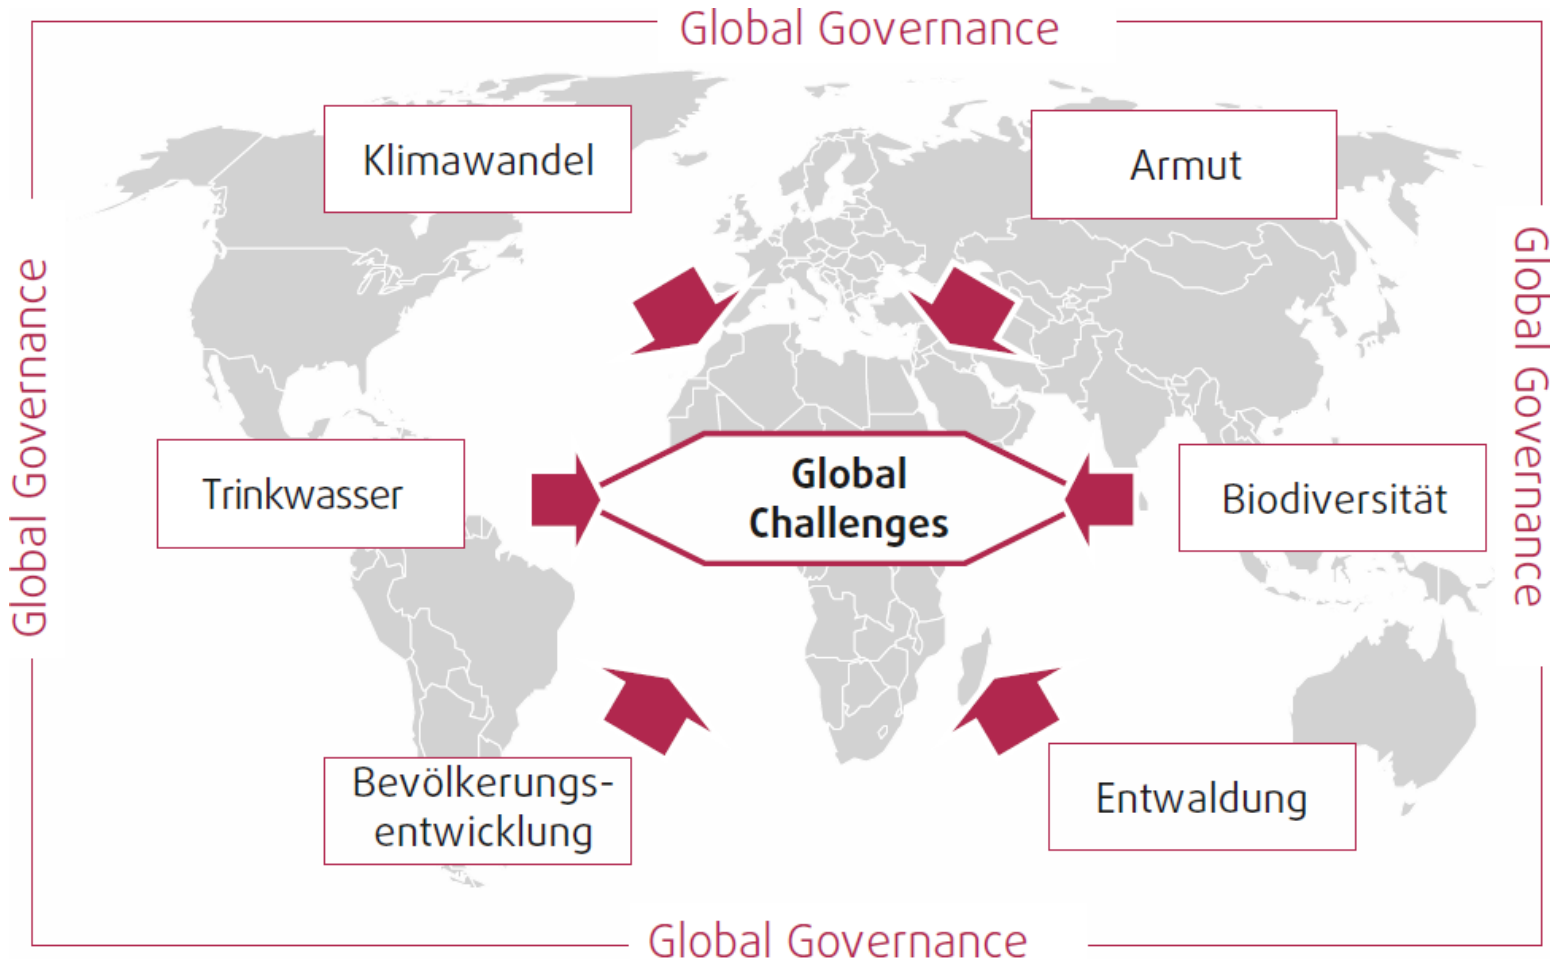 Global Governance
Klimawandel
Armut
Global Governance
Global Governance
Trinkwasser
Global
Challenges
Biodiversität
Bevölkerungs-
entwicklung
Entwaldung
Global Governance